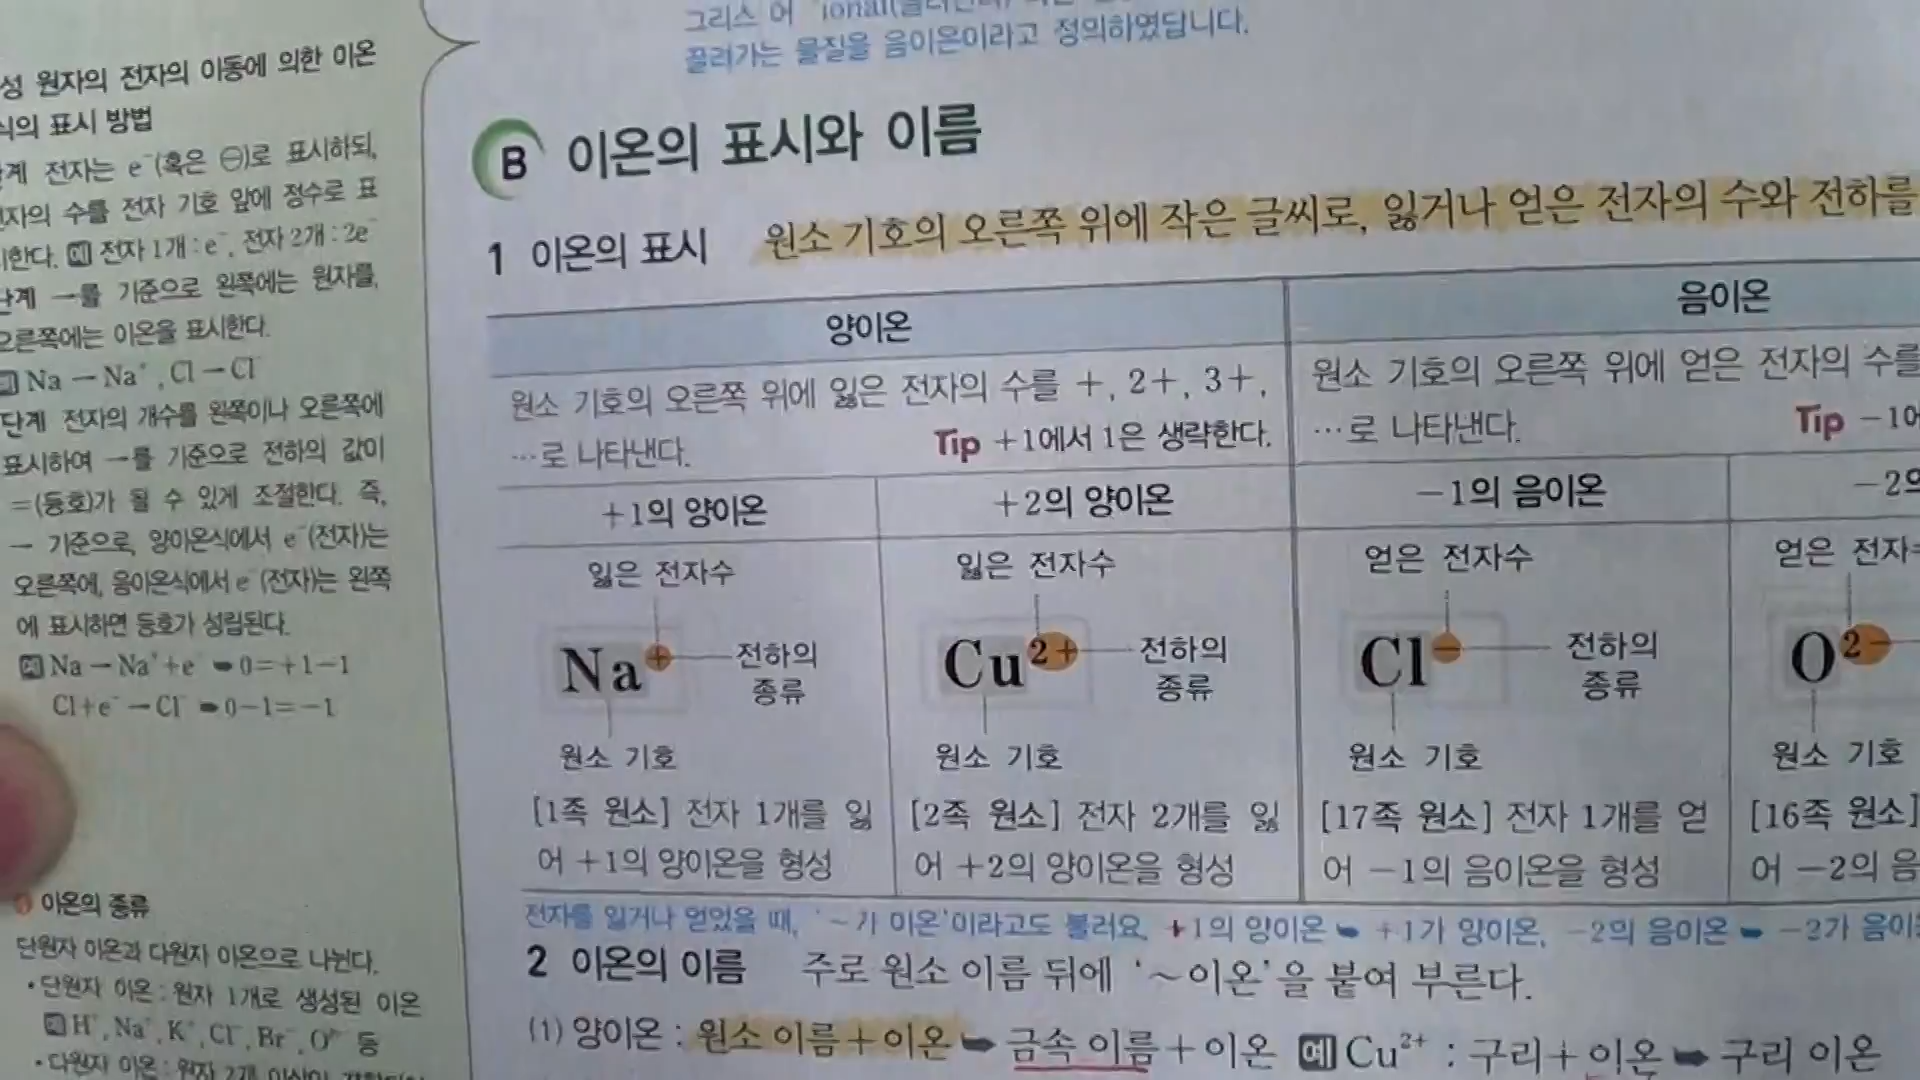 그리스 어
끌려가는 물질을 음이온이라고 정의하였답니다.
성 원자의 전자의 이동에 의한 이온
식의 표시 방법
계 전자는 e⁻(혹은 ⊖)로 표시하되,
자의 수를 전자 기호 앞에 정수로 표
한다. 예 전자 1개 : e⁻, 전자 2개 : 2e⁻
단계 →를 기준으로 왼쪽에는 원자를,
오른쪽에는 이온을 표시한다.
예 Na → Na⁺, Cl → Cl⁻
단계 전자의 개수를 왼쪽이나 오른쪽에
표시하여 →를 기준으로 전하의 값이
=(등호)가 될 수 있게 조절한다. 즉,
→ 기준으로, 양이온식에서 e⁻(전자)는
오른쪽에, 음이온식에서 e⁻(전자)는 왼쪽
에 표시하면 등호가 성립된다.
예 Na → Na⁺+e⁻ ➡ 0=+1-1
Cl+e⁻ → Cl⁻ ➡ 0-1=-1
이온의 종류
단원자 이온과 다원자 이온으로 나뉜다.
• 단원자 이온 : 원자 1개로 생성된 이온
예 H⁺, Na⁺, K⁺, Cl⁻, Br⁻, O²⁻ 등
• 다원자 이온 : 원자 2개 이상이
B 이온의 표시와 이름
1 이온의 표시 원소 기호의 오른쪽 위에 작은 글씨로, 잃거나 얻은 전자의 수와 전하를
양이온 음이온
원소 기호의 오른쪽 위에 잃은 전자의 수를 +, 2+, 3+,
…로 나타낸다. Tip +1에서 1은 생략한다.
원소 기호의 오른쪽 위에 얻은 전자의 수를
…로 나타낸다. Tip -1에
+1의 양이온 +2의 양이온 -1의 음이온 -2의
잃은 전자수 잃은 전자수 얻은 전자수 얻은 전자수
Na⁺ 전하의 종류 Cu²⁺ 전하의 종류 Cl⁻ 전하의 종류 O²⁻
원소 기호 원소 기호 원소 기호 원소 기호
[1족 원소] 전자 1개를 잃
어 +1의 양이온을 형성
[2족 원소] 전자 2개를 잃
어 +2의 양이온을 형성
[17족 원소] 전자 1개를 얻
어 -1의 음이온을 형성
[16족 원소]
어 -2의 음
전자를 잃거나 얻었을 때, '~가 이온'이라고도 불러요. +1의 양이온 ➡ +1가 양이온, -2의 음이온 ➡ -2가 음이온
2 이온의 이름 주로 원소 이름 뒤에 '~이온'을 붙여 부른다.
(1) 양이온 : 원소 이름+이온 ➡ 금속 이름+이온 예 Cu²⁺ : 구리+이온 ➡ 구리 이온